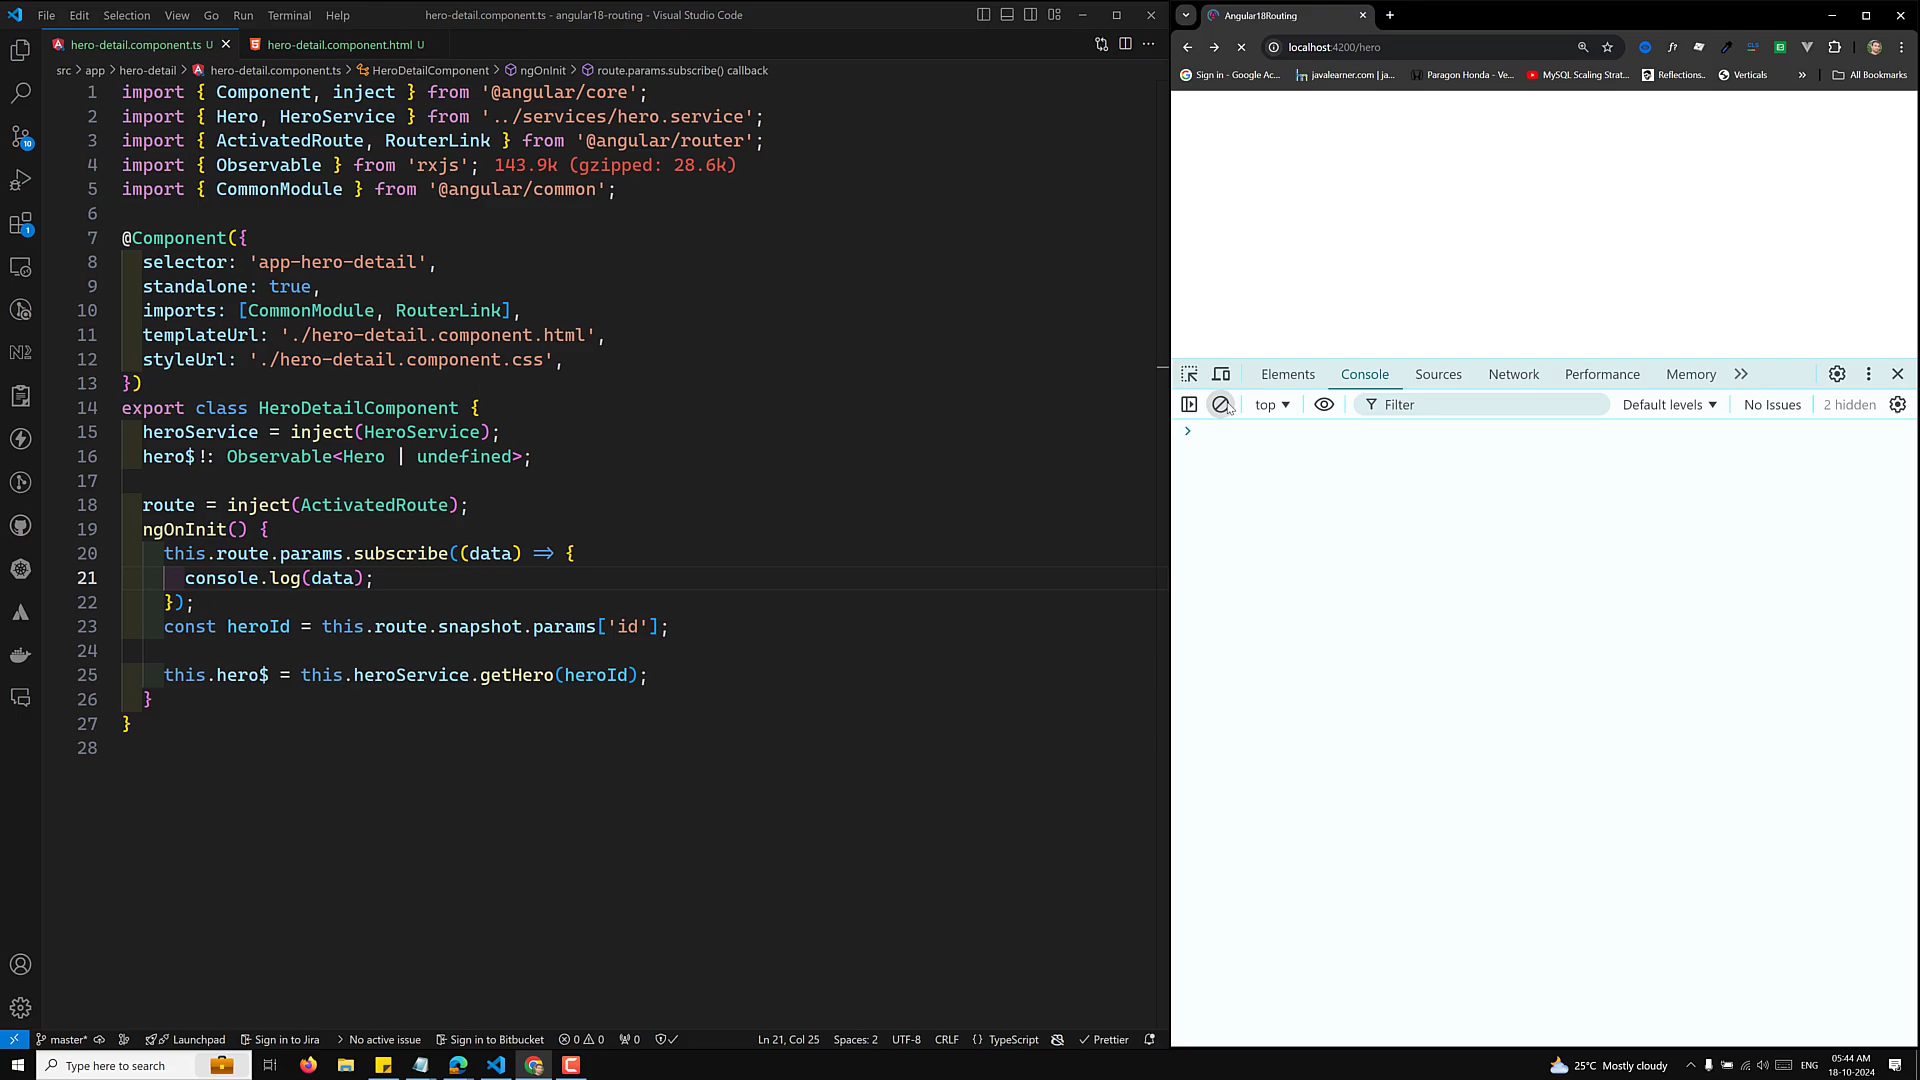 File Edit Selection View Go Run Terminal Help
hero-detail.component.ts - angular18-routing - Visual Studio Code
hero-detail.component.ts U
hero-detail.component.html U
src > app > hero-detail > hero-detail.component.ts > HeroDetailComponent > ngOnInit > route.params.subscribe() callback
1 import { Component, inject } from '@angular/core';
2 import { Hero, HeroService } from '../services/hero.service';
3 import { ActivatedRoute, RouterLink } from '@angular/router';
4 import { Observable } from 'rxjs'; 143.9k (gzipped: 28.6k)
5 import { CommonModule } from '@angular/common';
6
7 @Component({
8 selector: 'app-hero-detail',
9 standalone: true,
10 imports: [CommonModule, RouterLink],
11 templateUrl: './hero-detail.component.html',
12 styleUrl: './hero-detail.component.css',
13 })
14 export class HeroDetailComponent {
15 heroService = inject(HeroService);
16 hero$!: Observable<Hero | undefined>;
17
18 route = inject(ActivatedRoute);
19 ngOnInit() {
20 this.route.params.subscribe((data) => {
21 console.log(data);
22 });
23 const heroId = this.route.snapshot.params['id'];
24
25 this.hero$ = this.heroService.getHero(heroId);
26 }
27 }
28
10
1
N2
master* Launchpad Sign in to Jira No active issue Sign in to Bitbucket 0 0 0 Ln 21, Col 25 Spaces: 2 UTF-8 CRLF {} TypeScript Prettier
Angular18Routing
localhost:4200/hero
Sign in - Google Ac... javalearner.com | ja... Paragon Honda - Ve... MySQL Scaling Strat... Reflections.. Verticals » All Bookmarks
Elements Console Sources Network Performance Memory
top Filter Default levels No Issues 2 hidden
>
Type here to search
25°C Mostly cloudy ENG
05:44 AM
18-10-2024